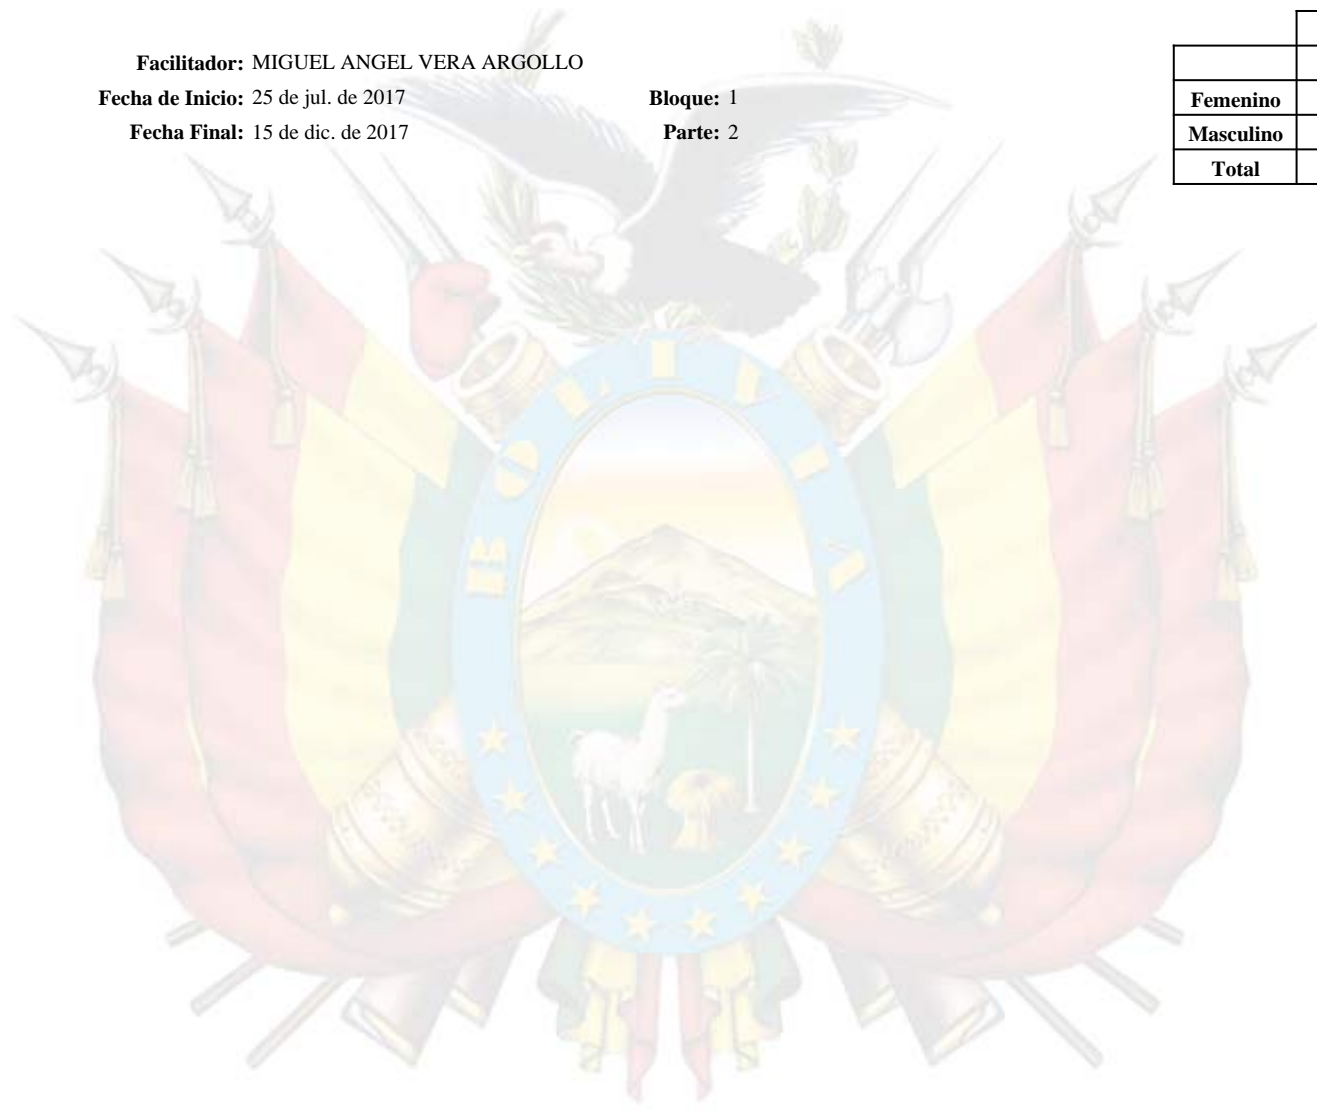 Facilitador: MIGUEL ANGEL VERA ARGOLLO
Fecha de Inicio: 25 de jul. de 2017 Bloque: 1
Fecha Final: 15 de dic. de 2017 Parte: 2
Femenino
Masculino
Total
BOLIVIA